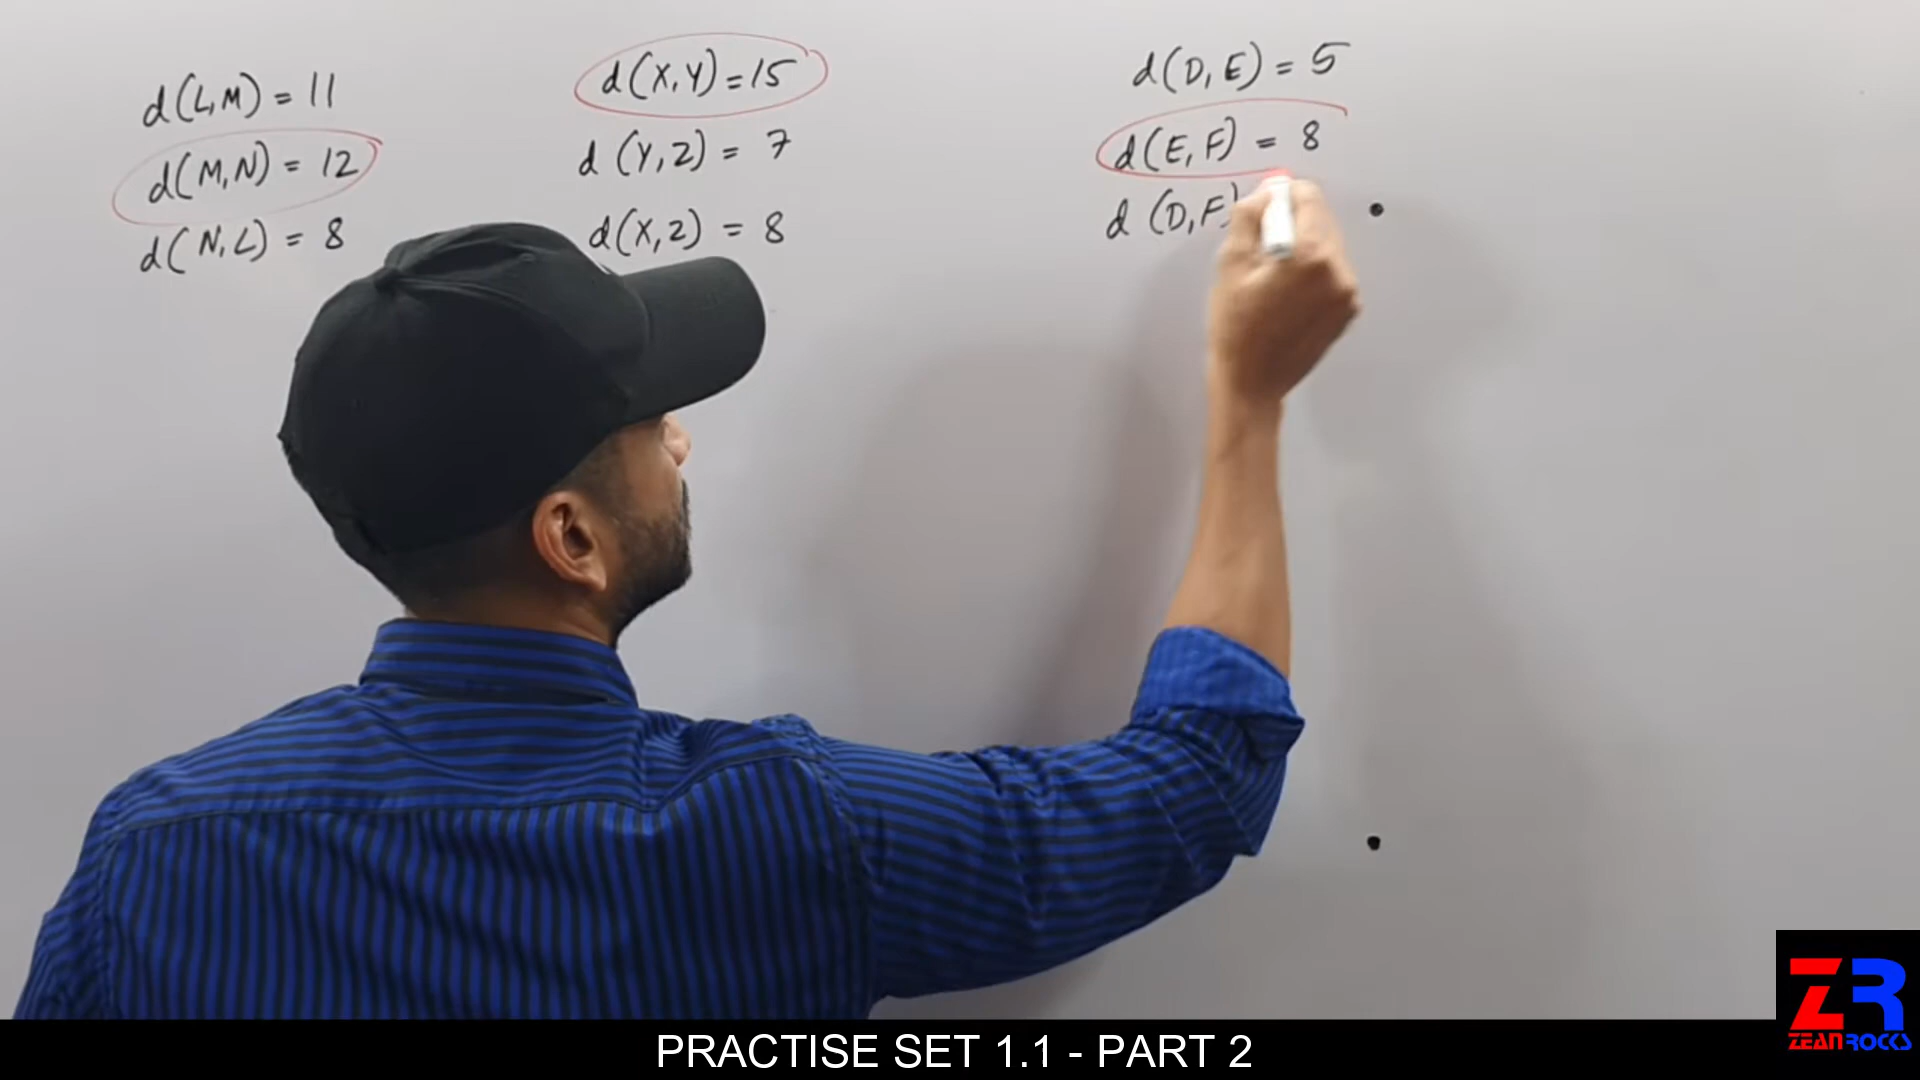 d(L,M) = 11
d(M,N) = 12
d(N,L) = 8
d(X,Y) = 15
d(Y,Z) = 7
d(X,Z) = 8
d(D,E) = 5
d(E,F) = 8
d(D,F)
ZR
ZEAN ROCKS
PRACTISE SET 1.1 - PART 2